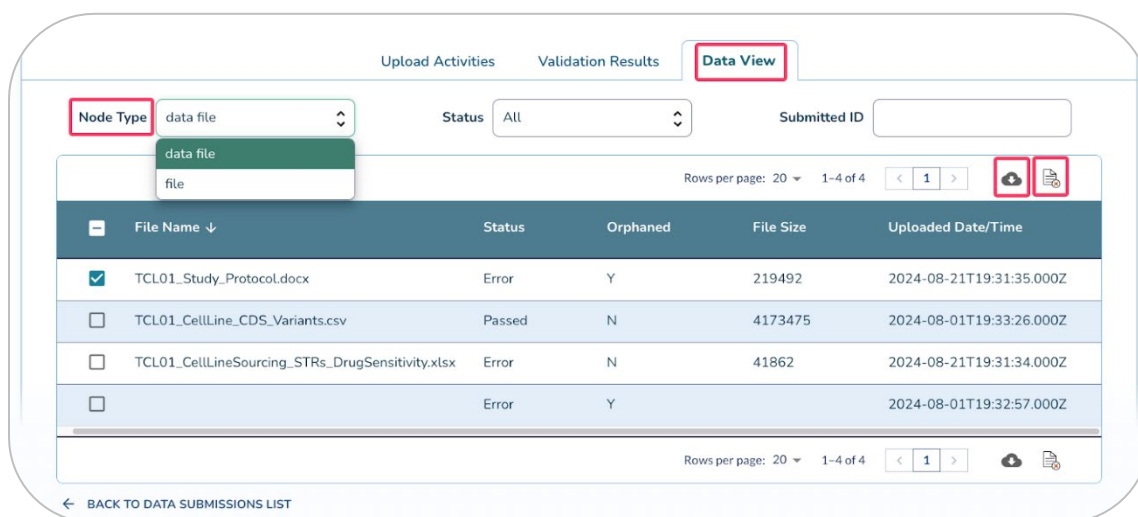 Upload Activities Validation Results Data View
Node Type data file Status All Submitted ID
data file
file
Rows per page: 20 1–4 of 4 < 1 >
File Name ↓ Status Orphaned File Size Uploaded Date/Time
TCL01_Study_Protocol.docx Error Y 219492 2024-08-21T19:31:35.000Z
TCL01_CellLine_CDS_Variants.csv Passed N 4173475 2024-08-01T19:33:26.000Z
TCL01_CellLineSourcing_STRs_DrugSensitivity.xlsx Error N 41862 2024-08-21T19:31:34.000Z
Error Y 2024-08-01T19:32:57.000Z
Rows per page: 20 1–4 of 4 < 1 >
← BACK TO DATA SUBMISSIONS LIST